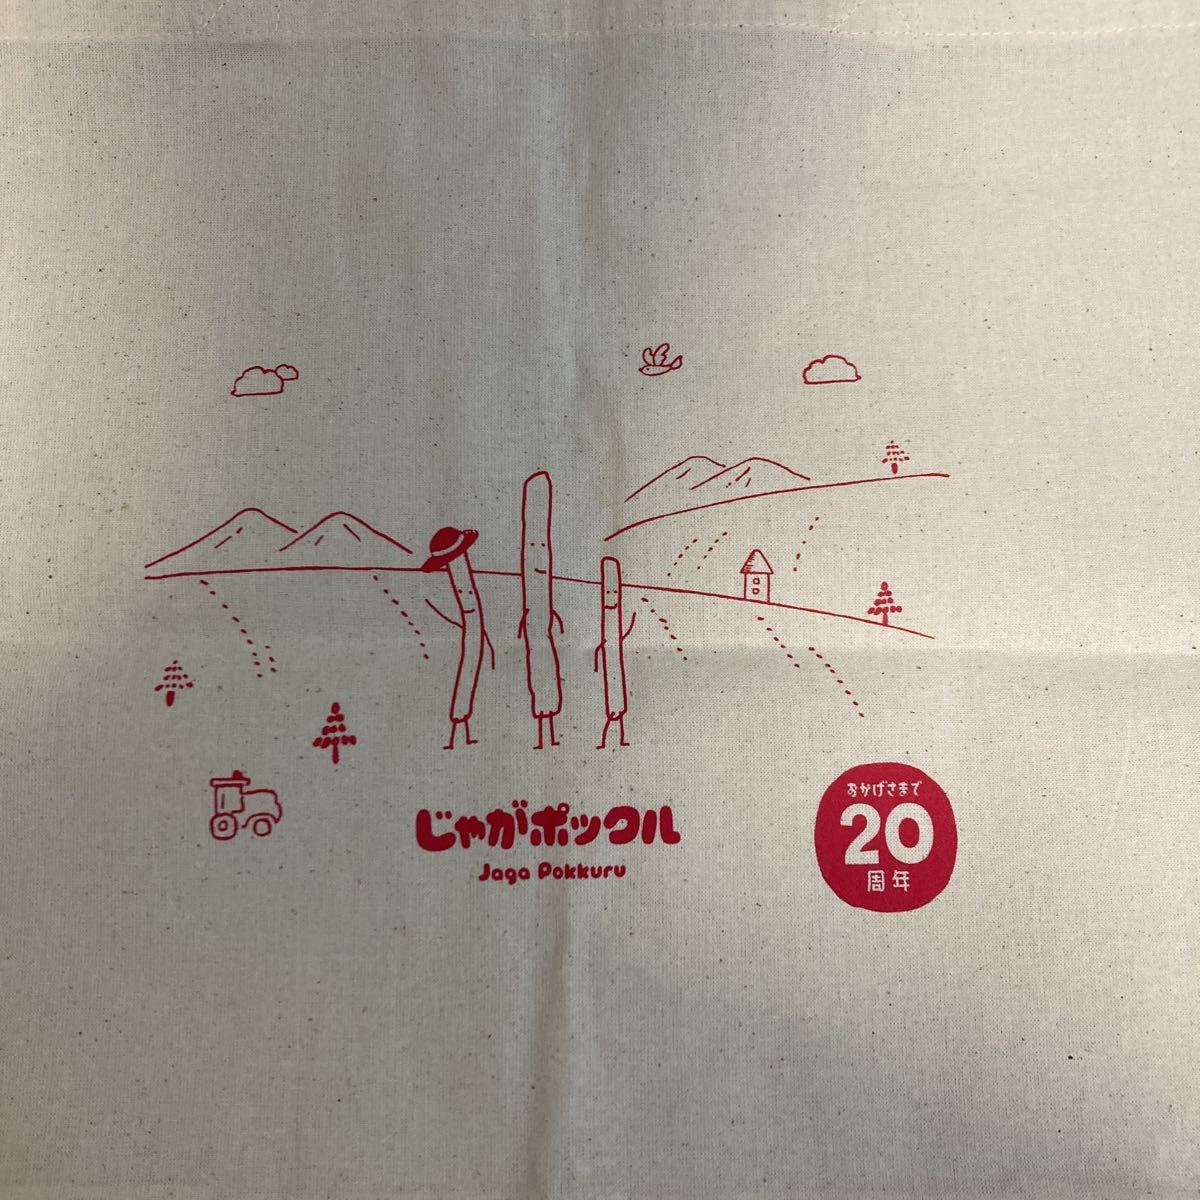 じゃがポックル
Jaga Pokkuru
おかげさまで
20
周年